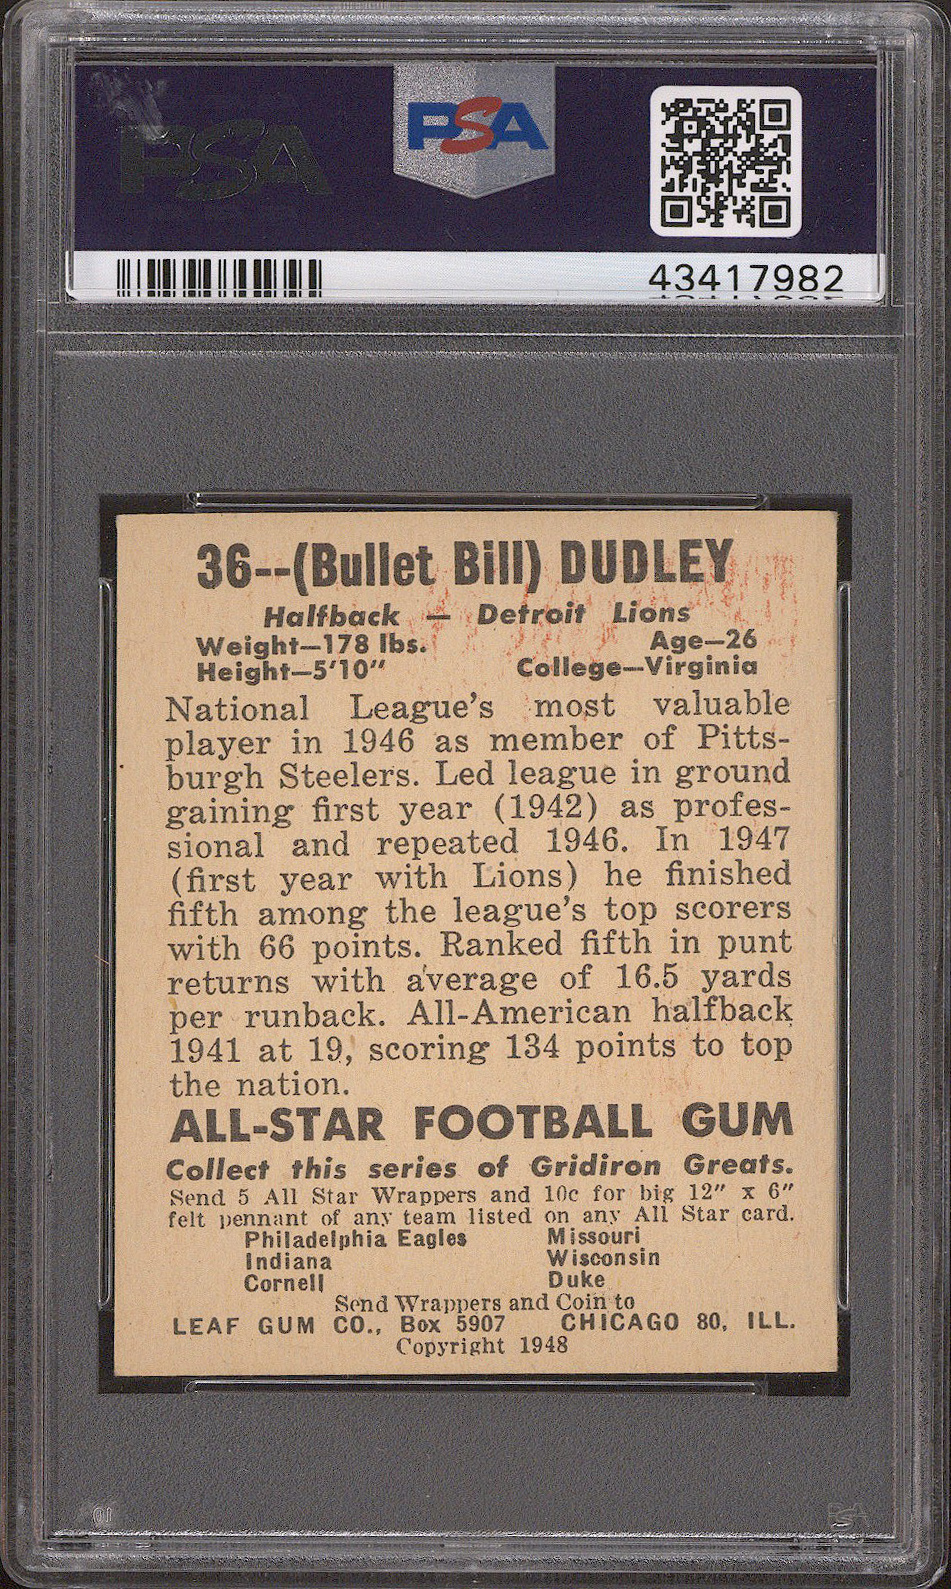 PSA
PSA
43417982
36--(Bullet Bill) DUDLEY
Halfback — Detroit Lions
Weight—178 lbs. Age—26
Height—5'10" College—Virginia
National League's most valuable
player in 1946 as member of Pitts-
burgh Steelers. Led league in ground
gaining first year (1942) as profes-
sional and repeated 1946. In 1947
(first year with Lions) he finished
fifth among the league's top scorers
with 66 points. Ranked fifth in punt
returns with average of 16.5 yards
per runback. All-American halfback
1941 at 19, scoring 134 points to top
the nation.
ALL-STAR FOOTBALL GUM
Collect this series of Gridiron Greats.
Send 5 All Star Wrappers and 10c for big 12" x 6"
felt pennant of any team listed on any All Star card.
Philadelphia Eagles Missouri
Indiana Wisconsin
Cornell Duke
Send Wrappers and Coin to
LEAF GUM CO., Box 5907 CHICAGO 80, ILL.
Copyright 1948
PSA